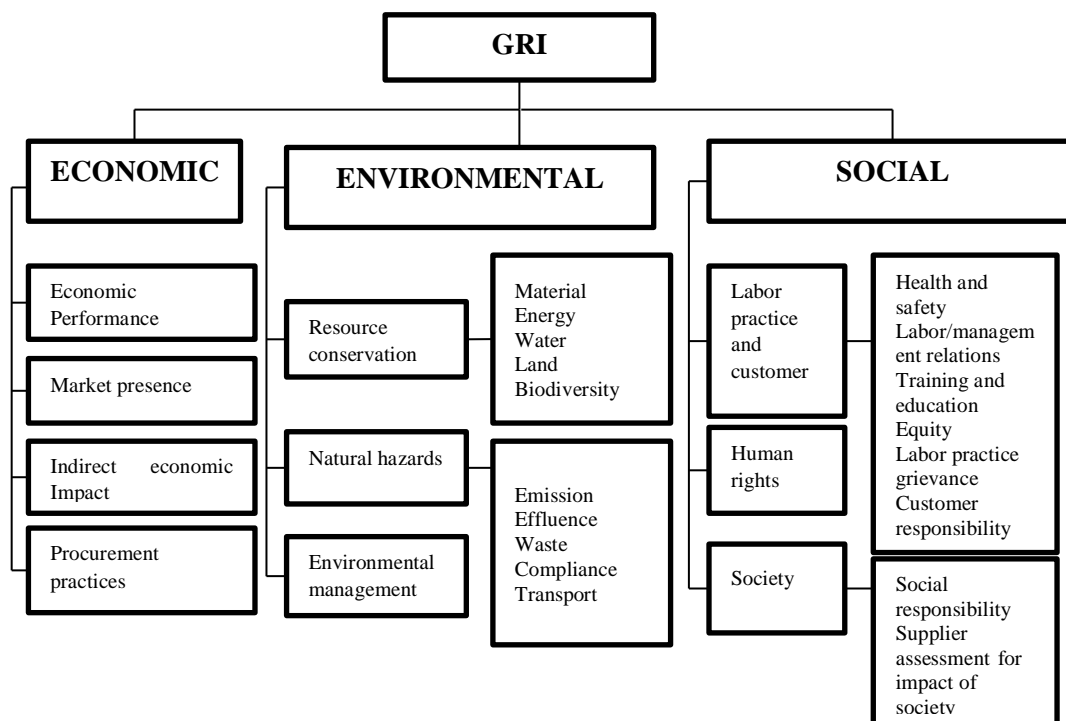 GRI
ECONOMIC
ENVIRONMENTAL
SOCIAL
Economic
Performance
Market presence
Indirect economic
Impact
Procurement
practices
Resource
conservation
Material
Energy
Water
Land
Biodiversity
Natural hazards
Environmental
management
Emission
Effluence
Waste
Compliance
Transport
Labor
practice
and
customer
Health and
safety
Labor/managem
ent relations
Training and
education
Equity
Labor practice
grievance
Customer
responsibility
Human
rights
Society
Social
responsibility
Supplier
assessment for
impact of
society